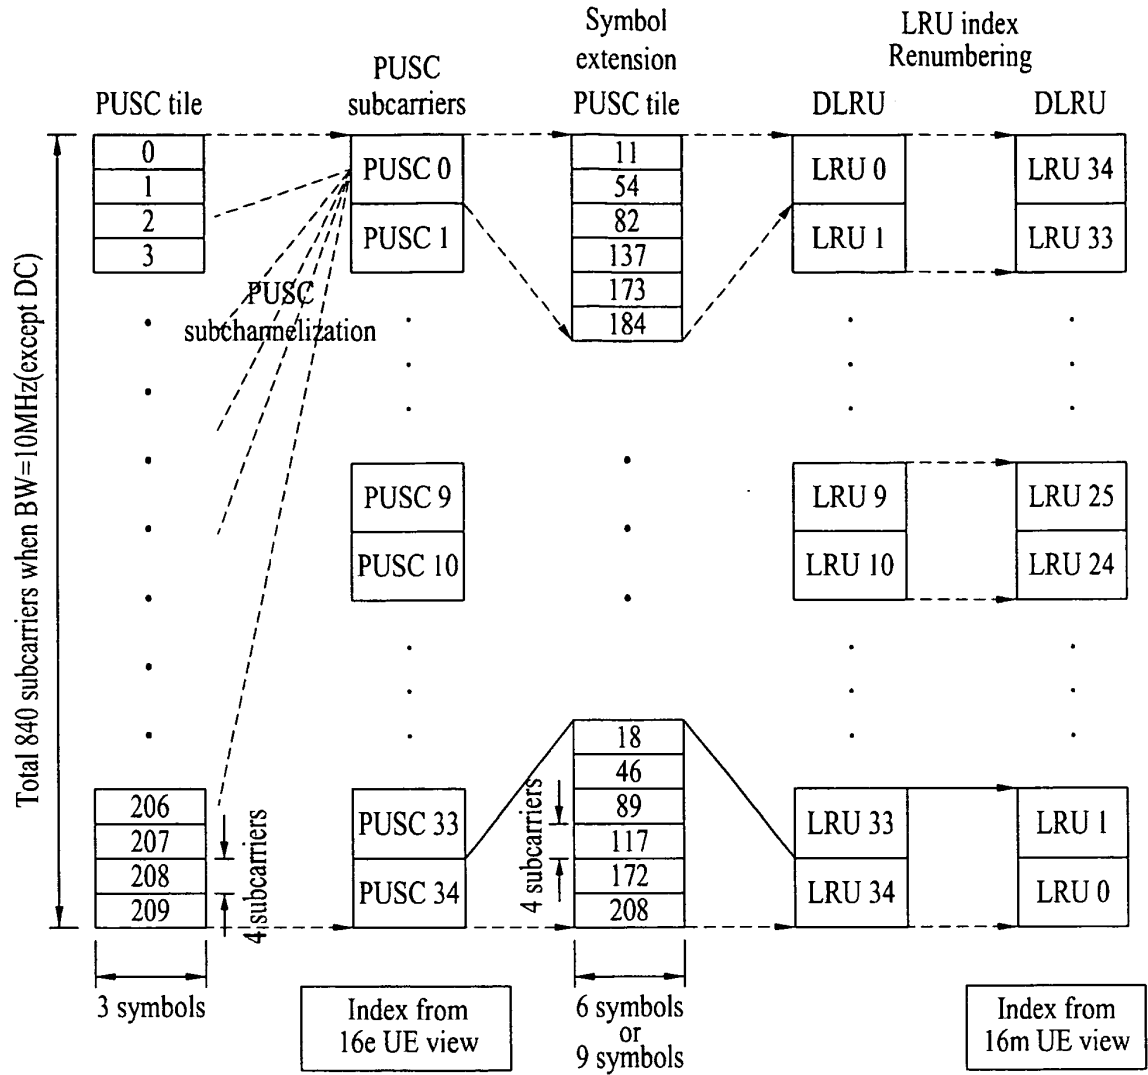 Symbol
extension
PUSC tile
LRU index
Renumbering
PUSC
subcarriers
PUSC tile
DLRU
DLRU
0
1
2
3
PUSC 0
PUSC 1
11
54
82
137
173
184
LRU 0
LRU 1
LRU 34
LRU 33
PUSC
subchannelization
Total 840 subcarriers when BW=10MHz(except DC)
PUSC 9
PUSC 10
LRU 9
LRU 10
LRU 25
LRU 24
206
207
208
209
4 subcarriers
PUSC 33
PUSC 34
18
46
89
117
172
208
4 subcarriers
LRU 33
LRU 34
LRU 1
LRU 0
3 symbols
Index from
16e UE view
6 symbols
or
9 symbols
Index from
16m UE view